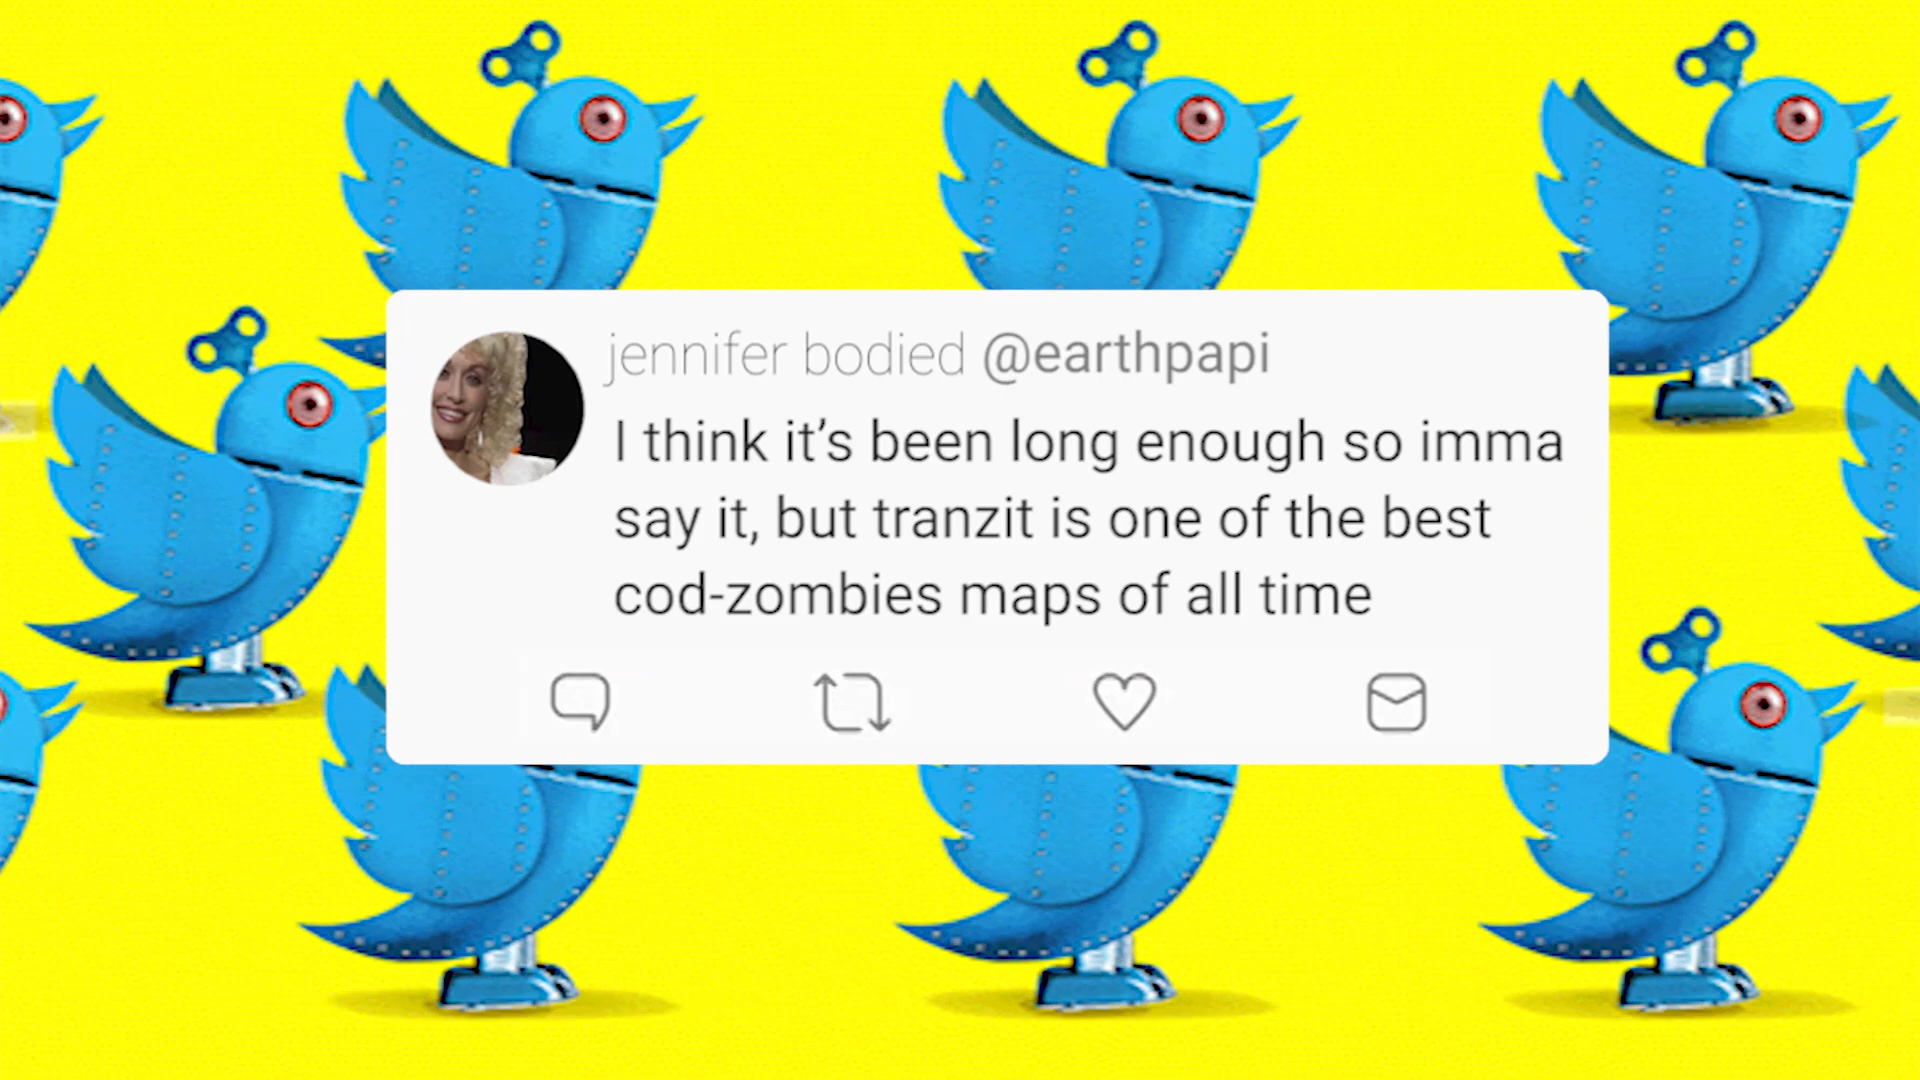 jennifer bodied @earthpapi
I think it’s been long enough so imma
say it, but tranzit is one of the best
cod-zombies maps of all time